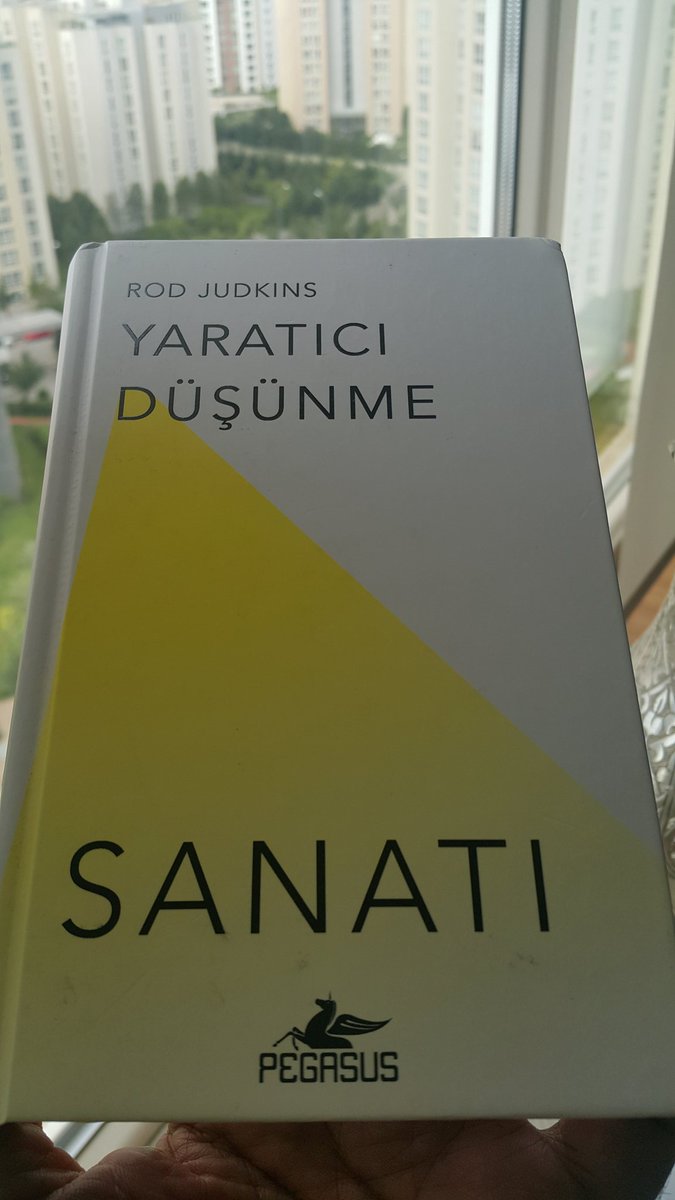 ROD JUDKINS
YARATICI
DÜŞÜNME
SANATI
PEGASUS